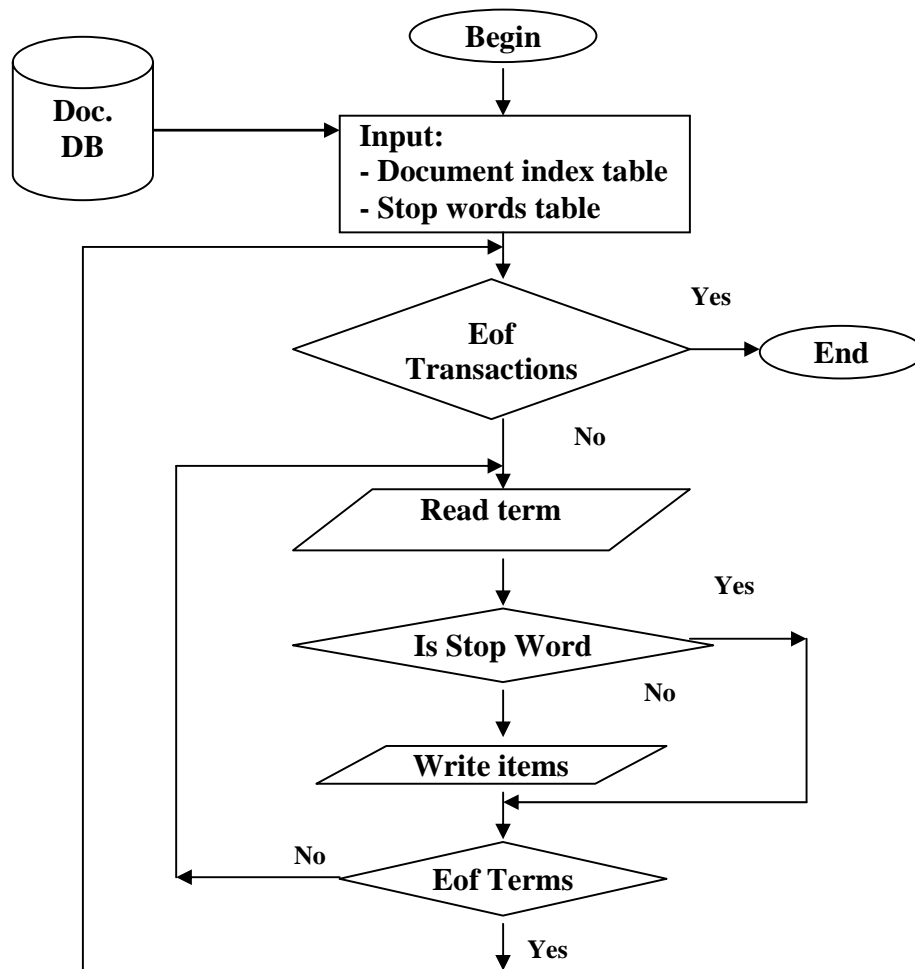 Begin
Doc.
DB
Input:
- Document index table
- Stop words table
Yes
Eof
Transactions
End
No
Read term
Yes
Is Stop Word
No
Write items
No
Eof Terms
Yes